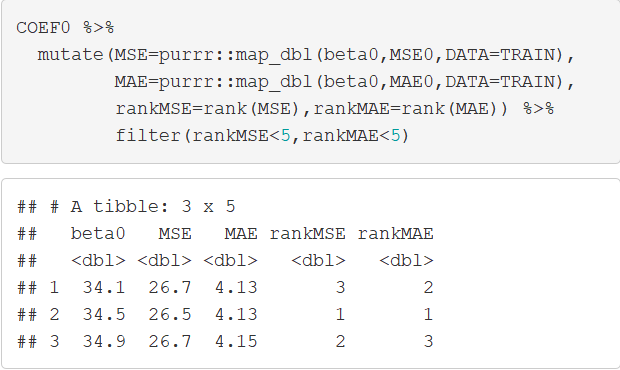 COEF0 %>%
  mutate(MSE=purrr::map_dbl(beta0,MSE0,DATA=TRAIN),
         MAE=purrr::map_dbl(beta0,MAE0,DATA=TRAIN),
         rankMSE=rank(MSE),rankMAE=rank(MAE)) %>%
         filter(rankMSE<5,rankMAE<5)
## # A tibble: 3 x 5
##   beta0   MSE   MAE rankMSE rankMAE
##   <dbl> <dbl> <dbl>   <dbl>   <dbl>
## 1  34.1  26.7  4.13       3       2
## 2  34.5  26.5  4.13       1       1
## 3  34.9  26.7  4.15       2       3